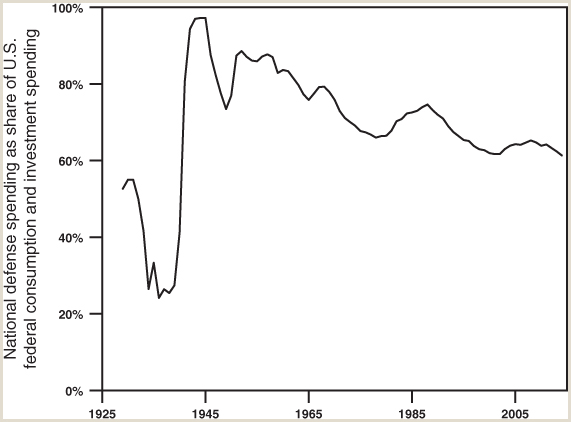 National defense spending as share of U.S.
federal consumption and investment spending
100%
80%
60%
40%
20%
0%
1925 1945 1965 1985 2005